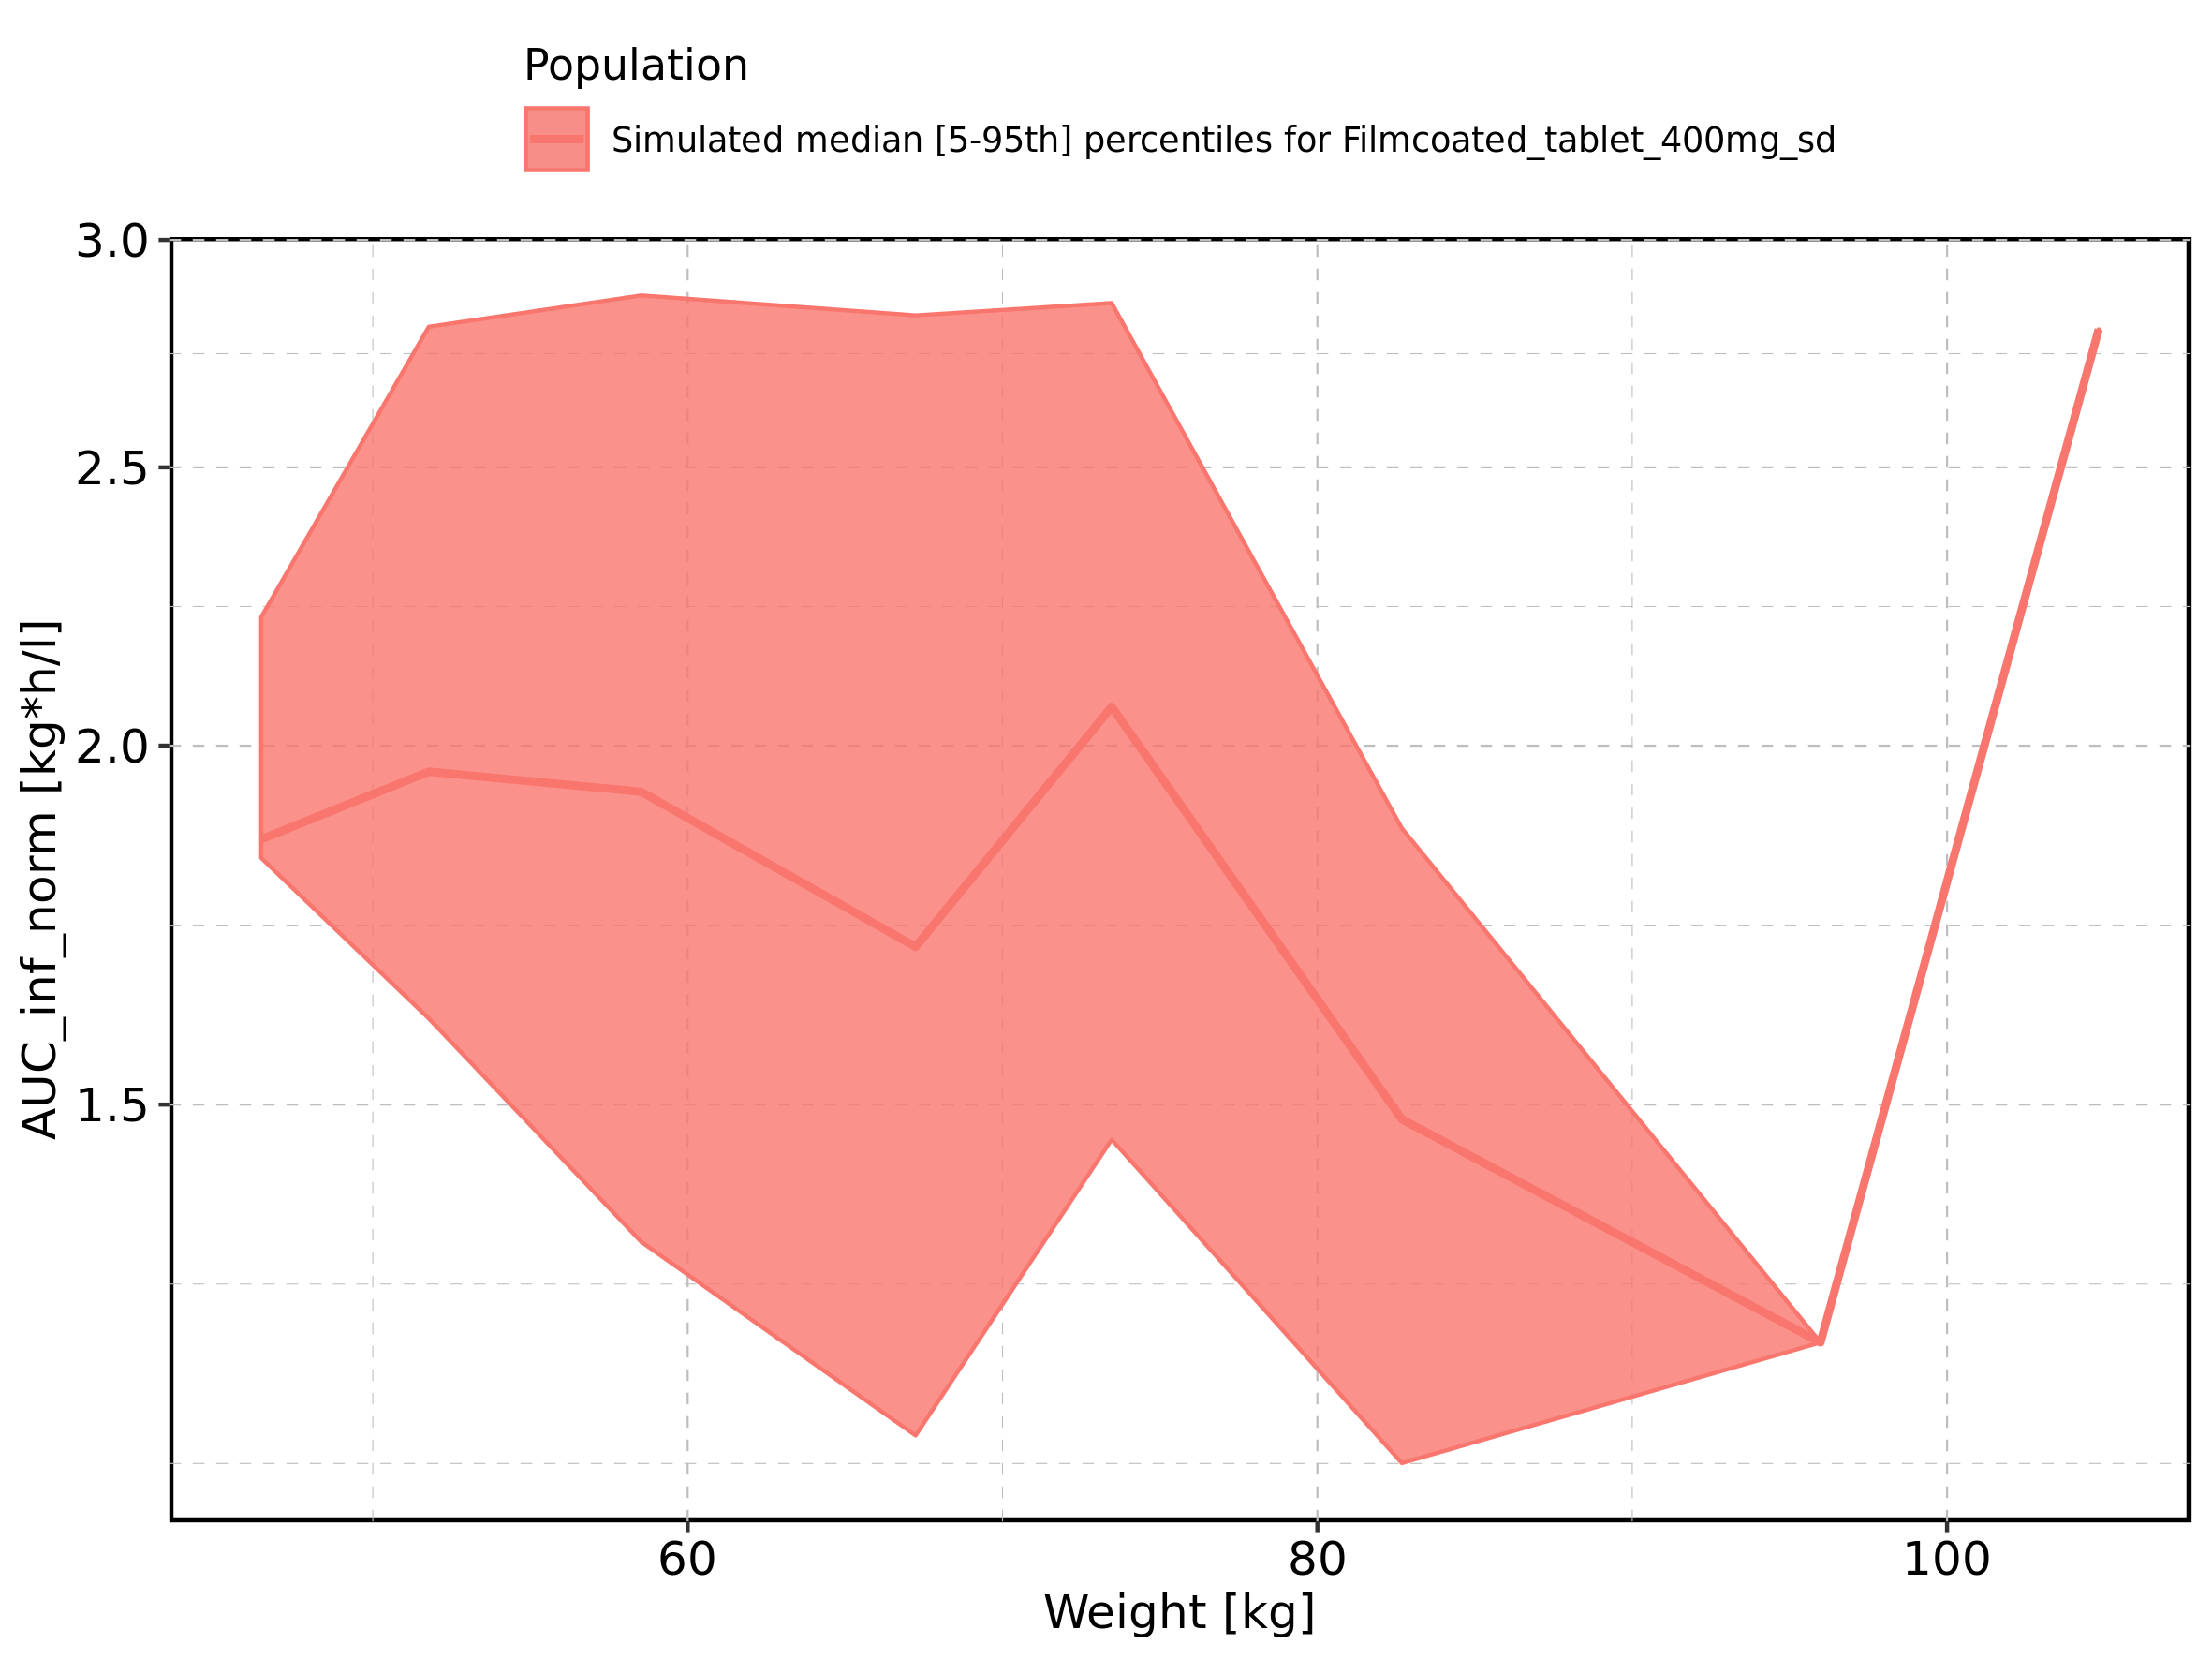 Population
Simulated median [5-95th] percentiles for Filmcoated_tablet_400mg_sd
3.0
2.5
2.0
1.5
AUC_inf_norm [kg*h/l]
60
80
100
Weight [kg]